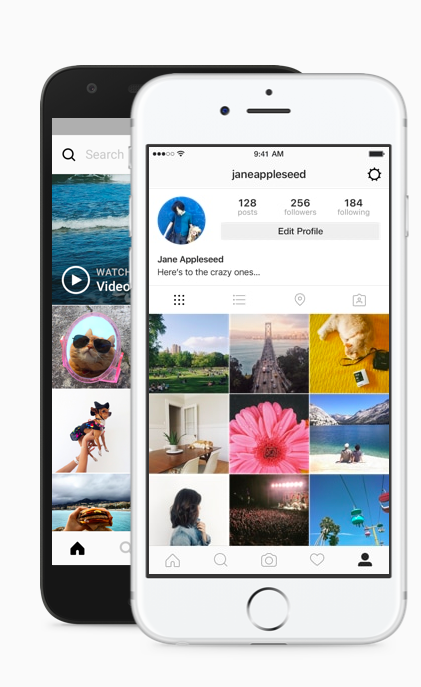 Search
WATCH
Video
9:41 AM
janeappleseed
128 256 184
posts followers following
Edit Profile
Jane Appleseed
Here's to the crazy ones...